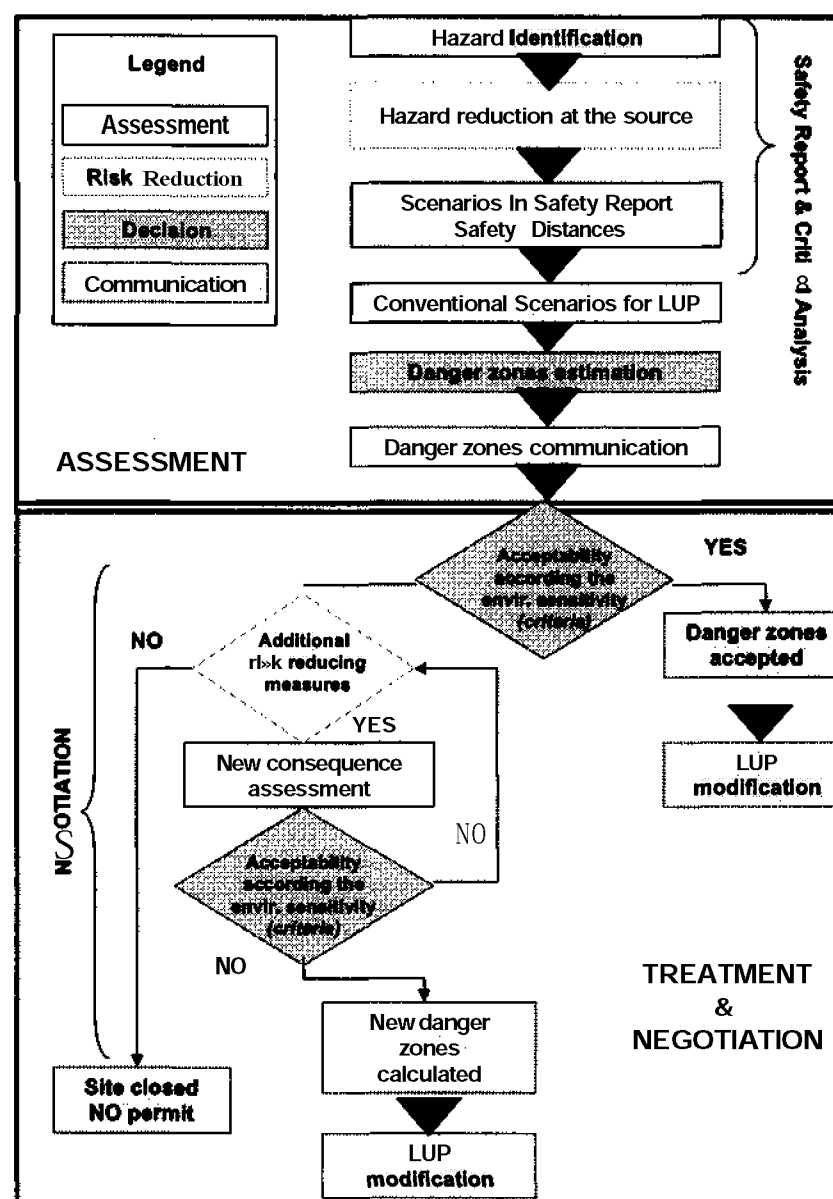 Legend
Assessment
Risk Reduction
Decision
Communication
Hazard Identification
Hazard reduction at the source
Scenarios In Safety Report
Safety Distances
Conventional Scenarios for LUP
Danger zones estimation
Danger zones communication
Safety Report & Criti cd Analysis
ASSESSMENT
Acceptability
according the
envir. sensitivity
(criteria)
YES
Danger zones
accepted
LUP
modification
NO
Additional
ri»k reducing
measures
YES
New consequence
assessment
NO
Acceptability
according the
envir. sensitivity
(criteria)
NO
New danger
zones
calculated
LUP
modification
Site closed
NO permit
NSOTIATION
TREATMENT
&
NEGOTIATION